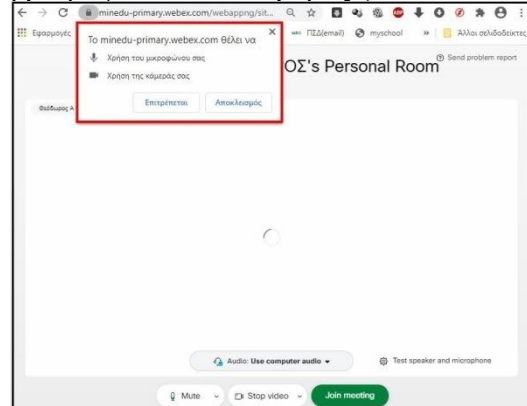 minedu-primary.webex.com/webappng/sit...
Εφαρμογές
ΠΣΔ(email)
myschool
»
Άλλοι σελιδοδείκτες
Το minedu-primary.webex.com θέλει να
Χρήση του μικροφώνου σας
Χρήση της κάμεράς σας
Επιτρέπεται Αποκλεισμός
ΟΣ's Personal Room
Send problem report
Θεόδωρος Α
Audio: Use computer audio
Test speaker and microphone
Mute Stop video Join meeting